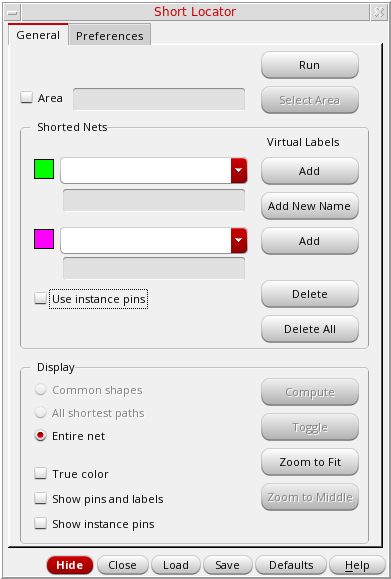 Short Locator
General Preferences
Run
Area Select Area
Shorted Nets
Virtual Labels
Add
Add New Name
Add
Use instance pins Delete
Delete All
Display
Common shapes Compute
All shortest paths Toggle
Entire net
Zoom to Fit
True color
Show pins and labels Zoom to Middle
Show instance pins
Hide Close Load Save Defaults Help